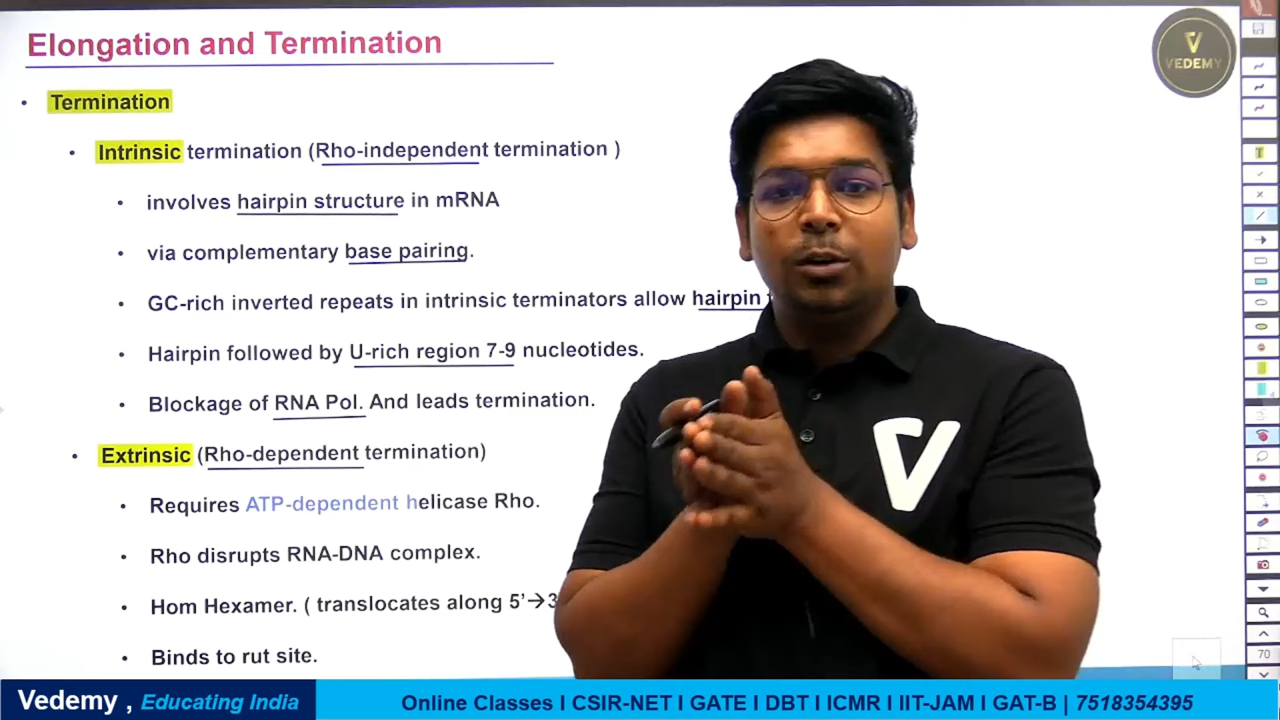 Elongation and Termination
VEDEMY
• Termination
• Intrinsic termination (Rho-independent termination )
• involves hairpin structure in mRNA
• via complementary base pairing.
• GC-rich inverted repeats in intrinsic terminators allow hairpin
• Hairpin followed by U-rich region 7-9 nucleotides.
• Blockage of RNA Pol. And leads termination.
• Extrinsic (Rho-dependent termination)
• Requires ATP-dependent helicase Rho.
• Rho disrupts RNA-DNA complex.
• Hom Hexamer. ( translocates along 5’→3
• Binds to rut site.
70
Vedemy , Educating India
Online Classes I CSIR-NET I GATE I DBT I ICMR I IIT-JAM I GAT-B | 7518354395